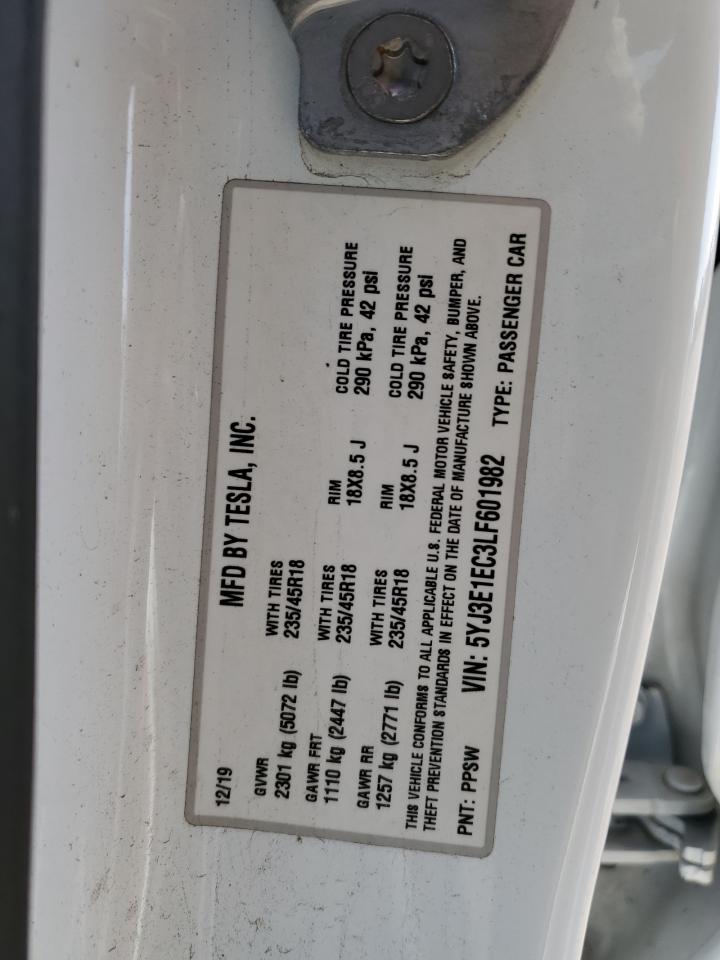 12/19 MFD BY TESLA, INC.
GVWR WITH TIRES RIM COLD TIRE PRESSURE
2301 kg (5072 lb) 235/45R18 18X8.5 J 290 kPa, 42 psi
GAWR FRT WITH TIRES RIM COLD TIRE PRESSURE
1110 kg (2447 lb) 235/45R18 18X8.5 J 290 kPa, 42 psi
GAWR RR WITH TIRES
1257 kg (2771 lb) 235/45R18
THIS VEHICLE CONFORMS TO ALL APPLICABLE U.S. FEDERAL MOTOR VEHICLE SAFETY, BUMPER, AND
THEFT PREVENTION STANDARDS IN EFFECT ON THE DATE OF MANUFACTURE SHOWN ABOVE.
PNT: PPSW VIN: 5YJ3E1EC3LF601982 TYPE: PASSENGER CAR